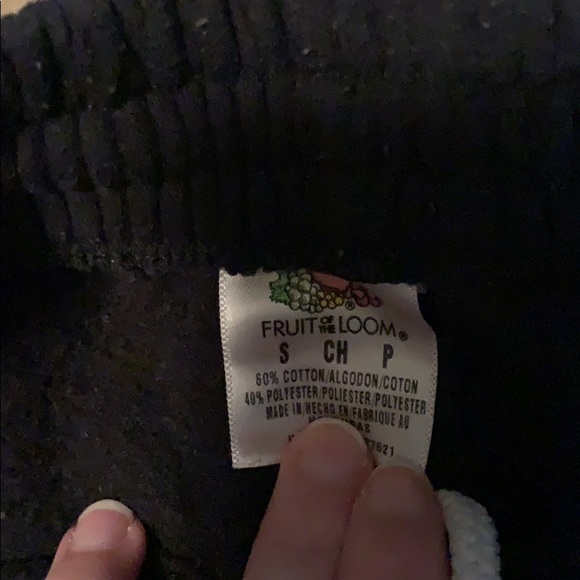 FRUIT OF THE LOOM®
S CH P
60% COTTON/ALGODON/COTON
40% POLYESTER/POLIESTER/POLYESTER
MADE IN/HECHO EN/FABRIQUE AU
7621